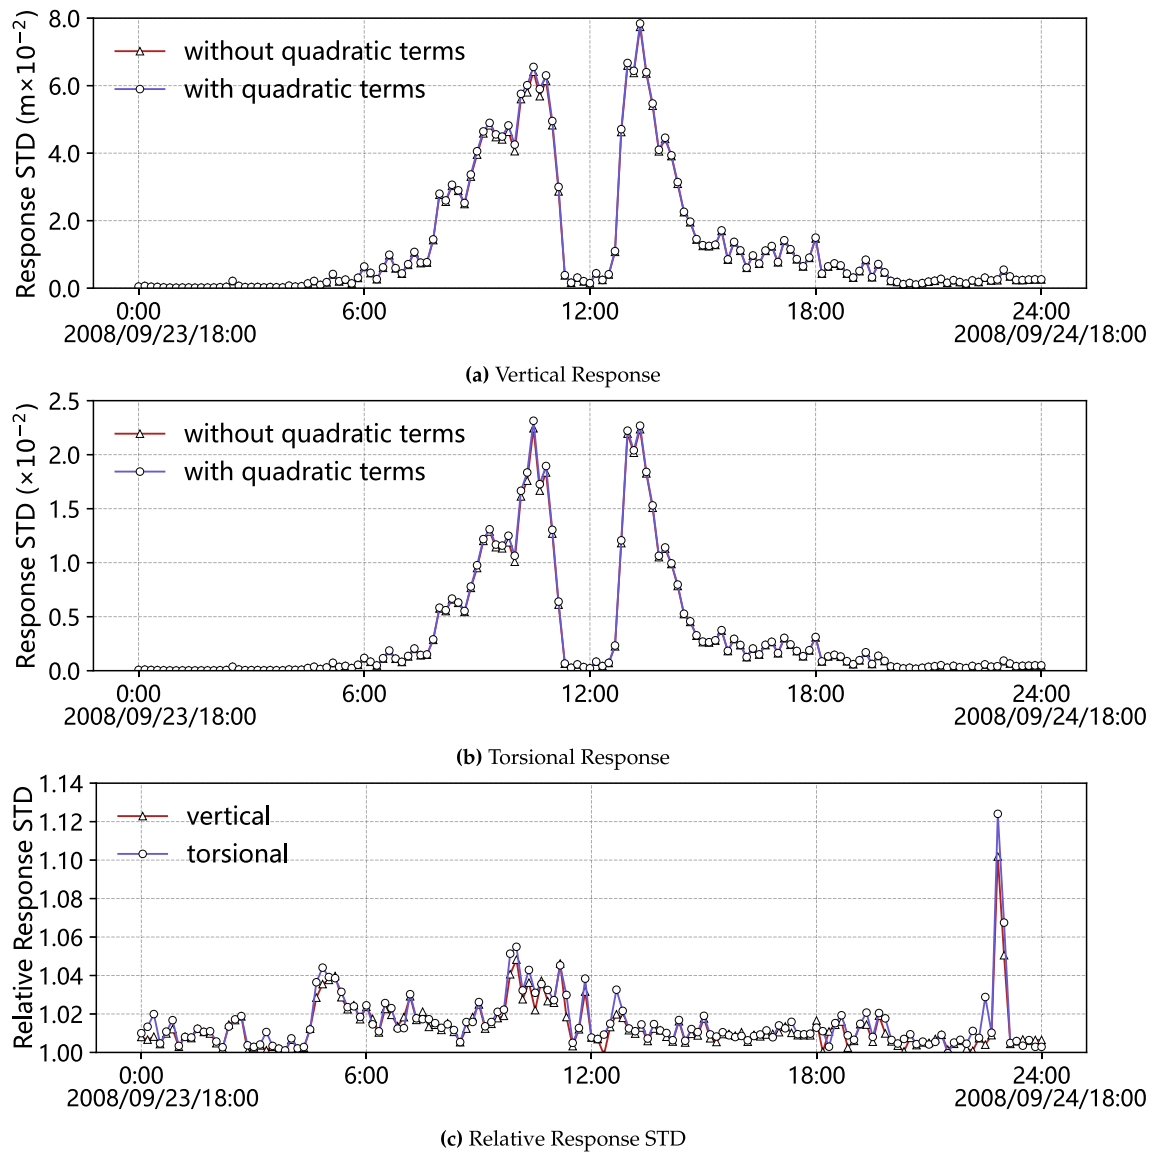 8.0
6.0
4.0
2.0
0.0
Response STD (m×10⁻²)
without quadratic terms
with quadratic terms
0:00 6:00 12:00 18:00 24:00
2008/09/23/18:00 2008/09/24/18:00
(a) Vertical Response
2.5
2.0
1.5
1.0
0.5
0.0
Response STD (×10⁻²)
without quadratic terms
with quadratic terms
0:00 6:00 12:00 18:00 24:00
2008/09/23/18:00 2008/09/24/18:00
(b) Torsional Response
1.14
1.12
1.10
1.08
1.06
1.04
1.02
1.00
Relative Response STD
vertical
torsional
0:00 6:00 12:00 18:00 24:00
2008/09/23/18:00 2008/09/24/18:00
(c) Relative Response STD